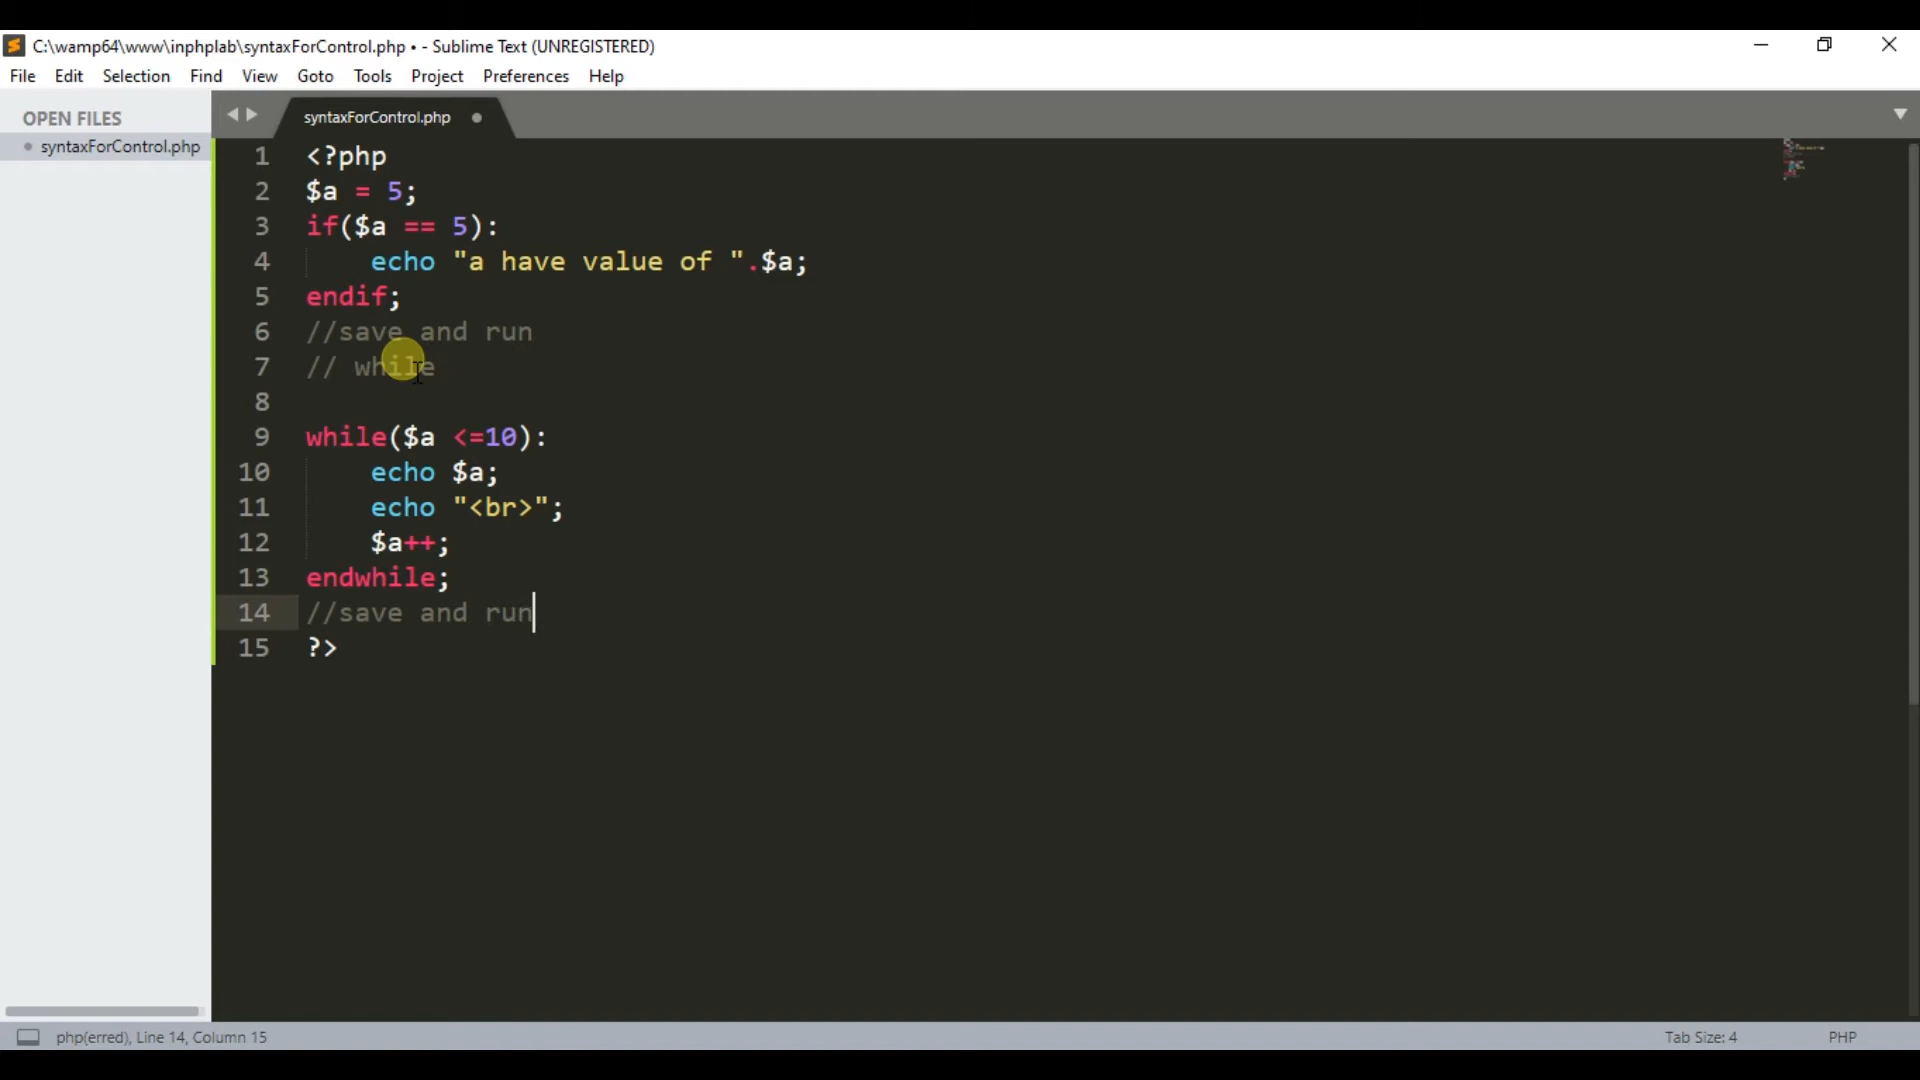 C:\wamp64\www\inphplab\syntaxForControl.php • - Sublime Text (UNREGISTERED)
File Edit Selection Find View Goto Tools Project Preferences Help
OPEN FILES
syntaxForControl.php
syntaxForControl.php
1 <?php
2 $a = 5;
3 if($a == 5):
4 echo "a have value of ".$a;
5 endif;
6 //save and run
7 // while
8
9 while($a <=10):
10 echo $a;
11 echo "<br>";
12 $a++;
13 endwhile;
14 //save and run
15 ?>
php(erred), Line 14, Column 15 Tab Size: 4 PHP